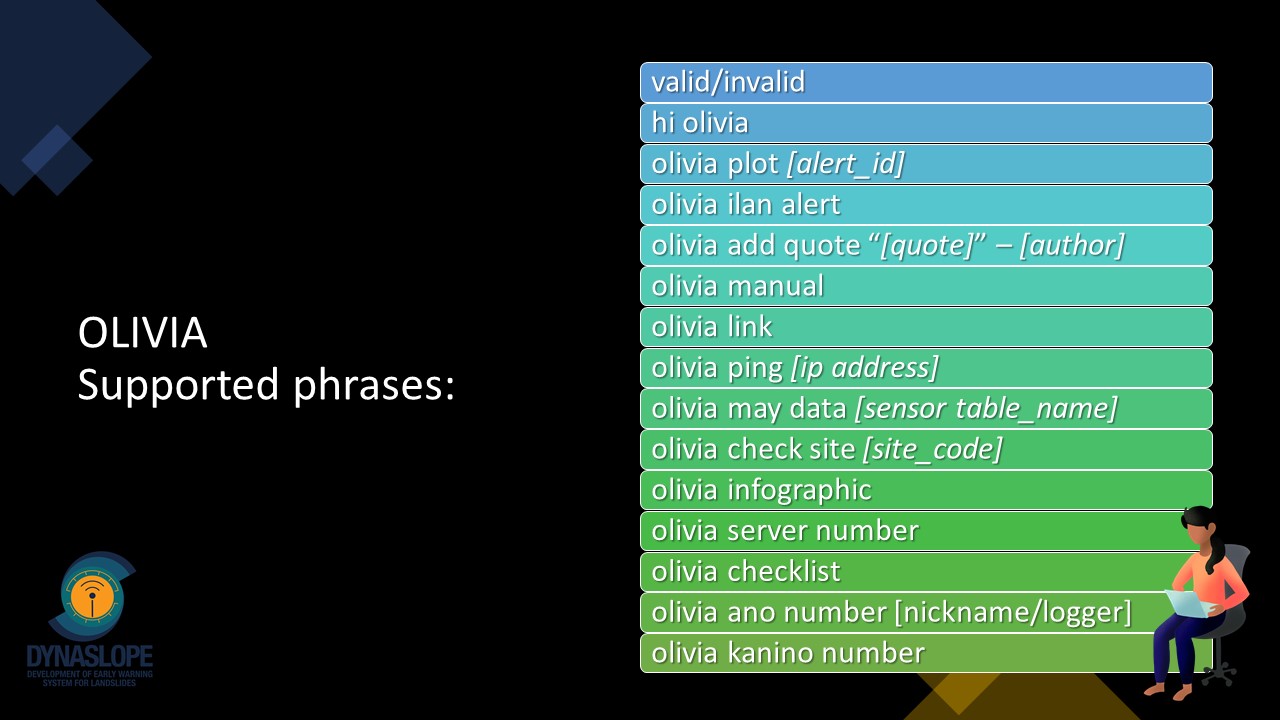 OLIVIA
Supported phrases:
valid/invalid
hi olivia
olivia plot [alert_id]
olivia ilan alert
olivia add quote “[quote]” – [author]
olivia manual
olivia link
olivia ping [ip address]
olivia may data [sensor table_name]
olivia check site [site_code]
olivia infographic
olivia server number
olivia checklist
olivia ano number [nickname/logger]
olivia kanino number
DYNASLOPE
DEVELOPMENT OF EARLY WARNING
SYSTEM FOR LANDSLIDES